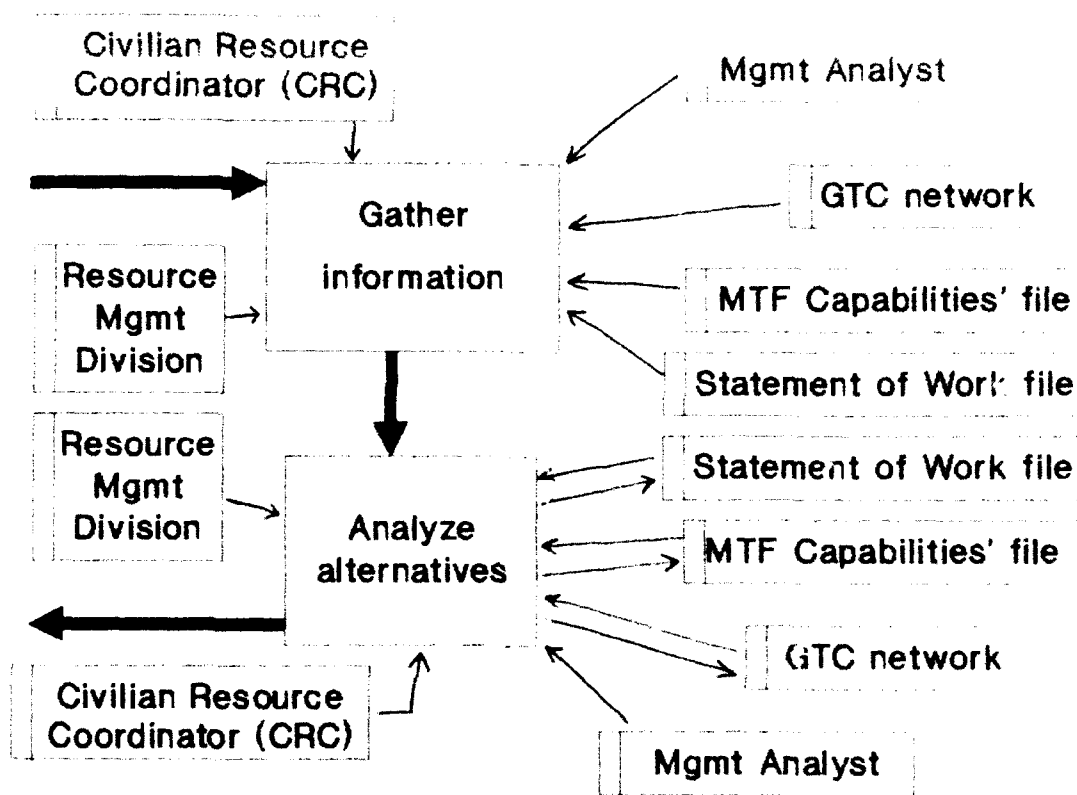 Civilian Resource
Coordinator (CRC)
Mgmt Analyst
Gather
information
GTC network
Resource
Mgmt
Division
MTF Capabilities' file
Statement of Work file
Resource
Mgmt
Division
Statement of Work file
Analyze
alternatives
MTF Capabilities' file
GTC network
Civilian Resource
Coordinator (CRC)
Mgmt Analyst